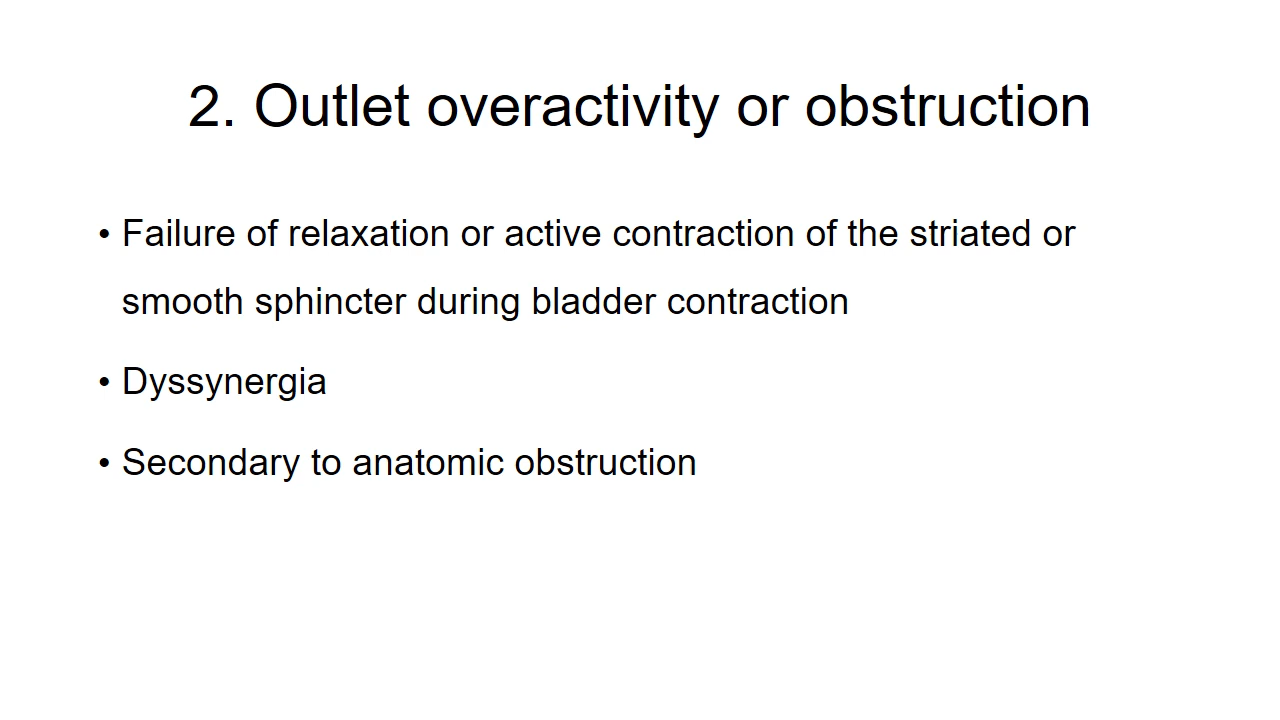 2. Outlet overactivity or obstruction
• Failure of relaxation or active contraction of the striated or
smooth sphincter during bladder contraction
• Dyssynergia
• Secondary to anatomic obstruction